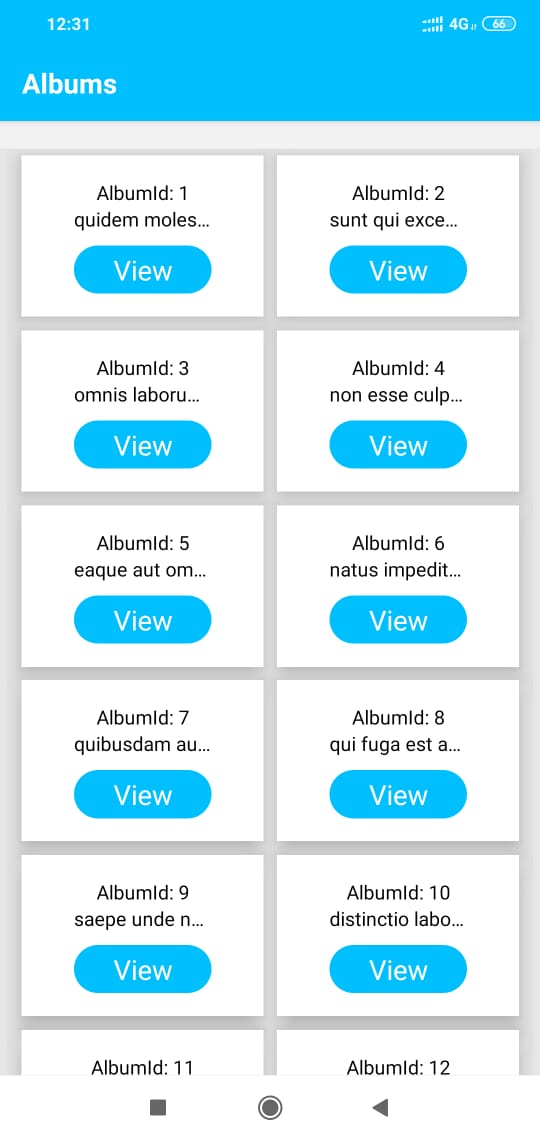 12:31
4G
66
Albums
AlbumId: 1
quidem moles...
View
AlbumId: 2
sunt qui exce...
View
AlbumId: 3
omnis laboru...
View
AlbumId: 4
non esse culp...
View
AlbumId: 5
eaque aut om...
View
AlbumId: 6
natus impedit...
View
AlbumId: 7
quibusdam au...
View
AlbumId: 8
qui fuga est a...
View
AlbumId: 9
saepe unde n...
View
AlbumId: 10
distinctio labo...
View
AlbumId: 11
AlbumId: 12